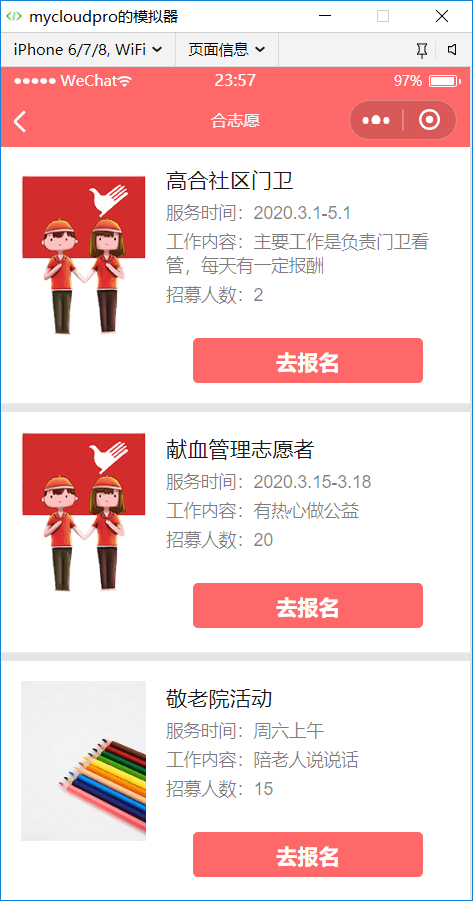 mycloudpro的模拟器
iPhone 6/7/8, WiFi 页面信息
WeChat 23:57 97%
合志愿
高合社区门卫
服务时间：2020.3.1-5.1
工作内容：主要工作是负责门卫看
管，每天有一定报酬
招募人数：2
去报名
献血管理志愿者
服务时间：2020.3.15-3.18
工作内容：有热心做公益
招募人数：20
去报名
敬老院活动
服务时间：周六上午
工作内容：陪老人说说话
招募人数：15
去报名